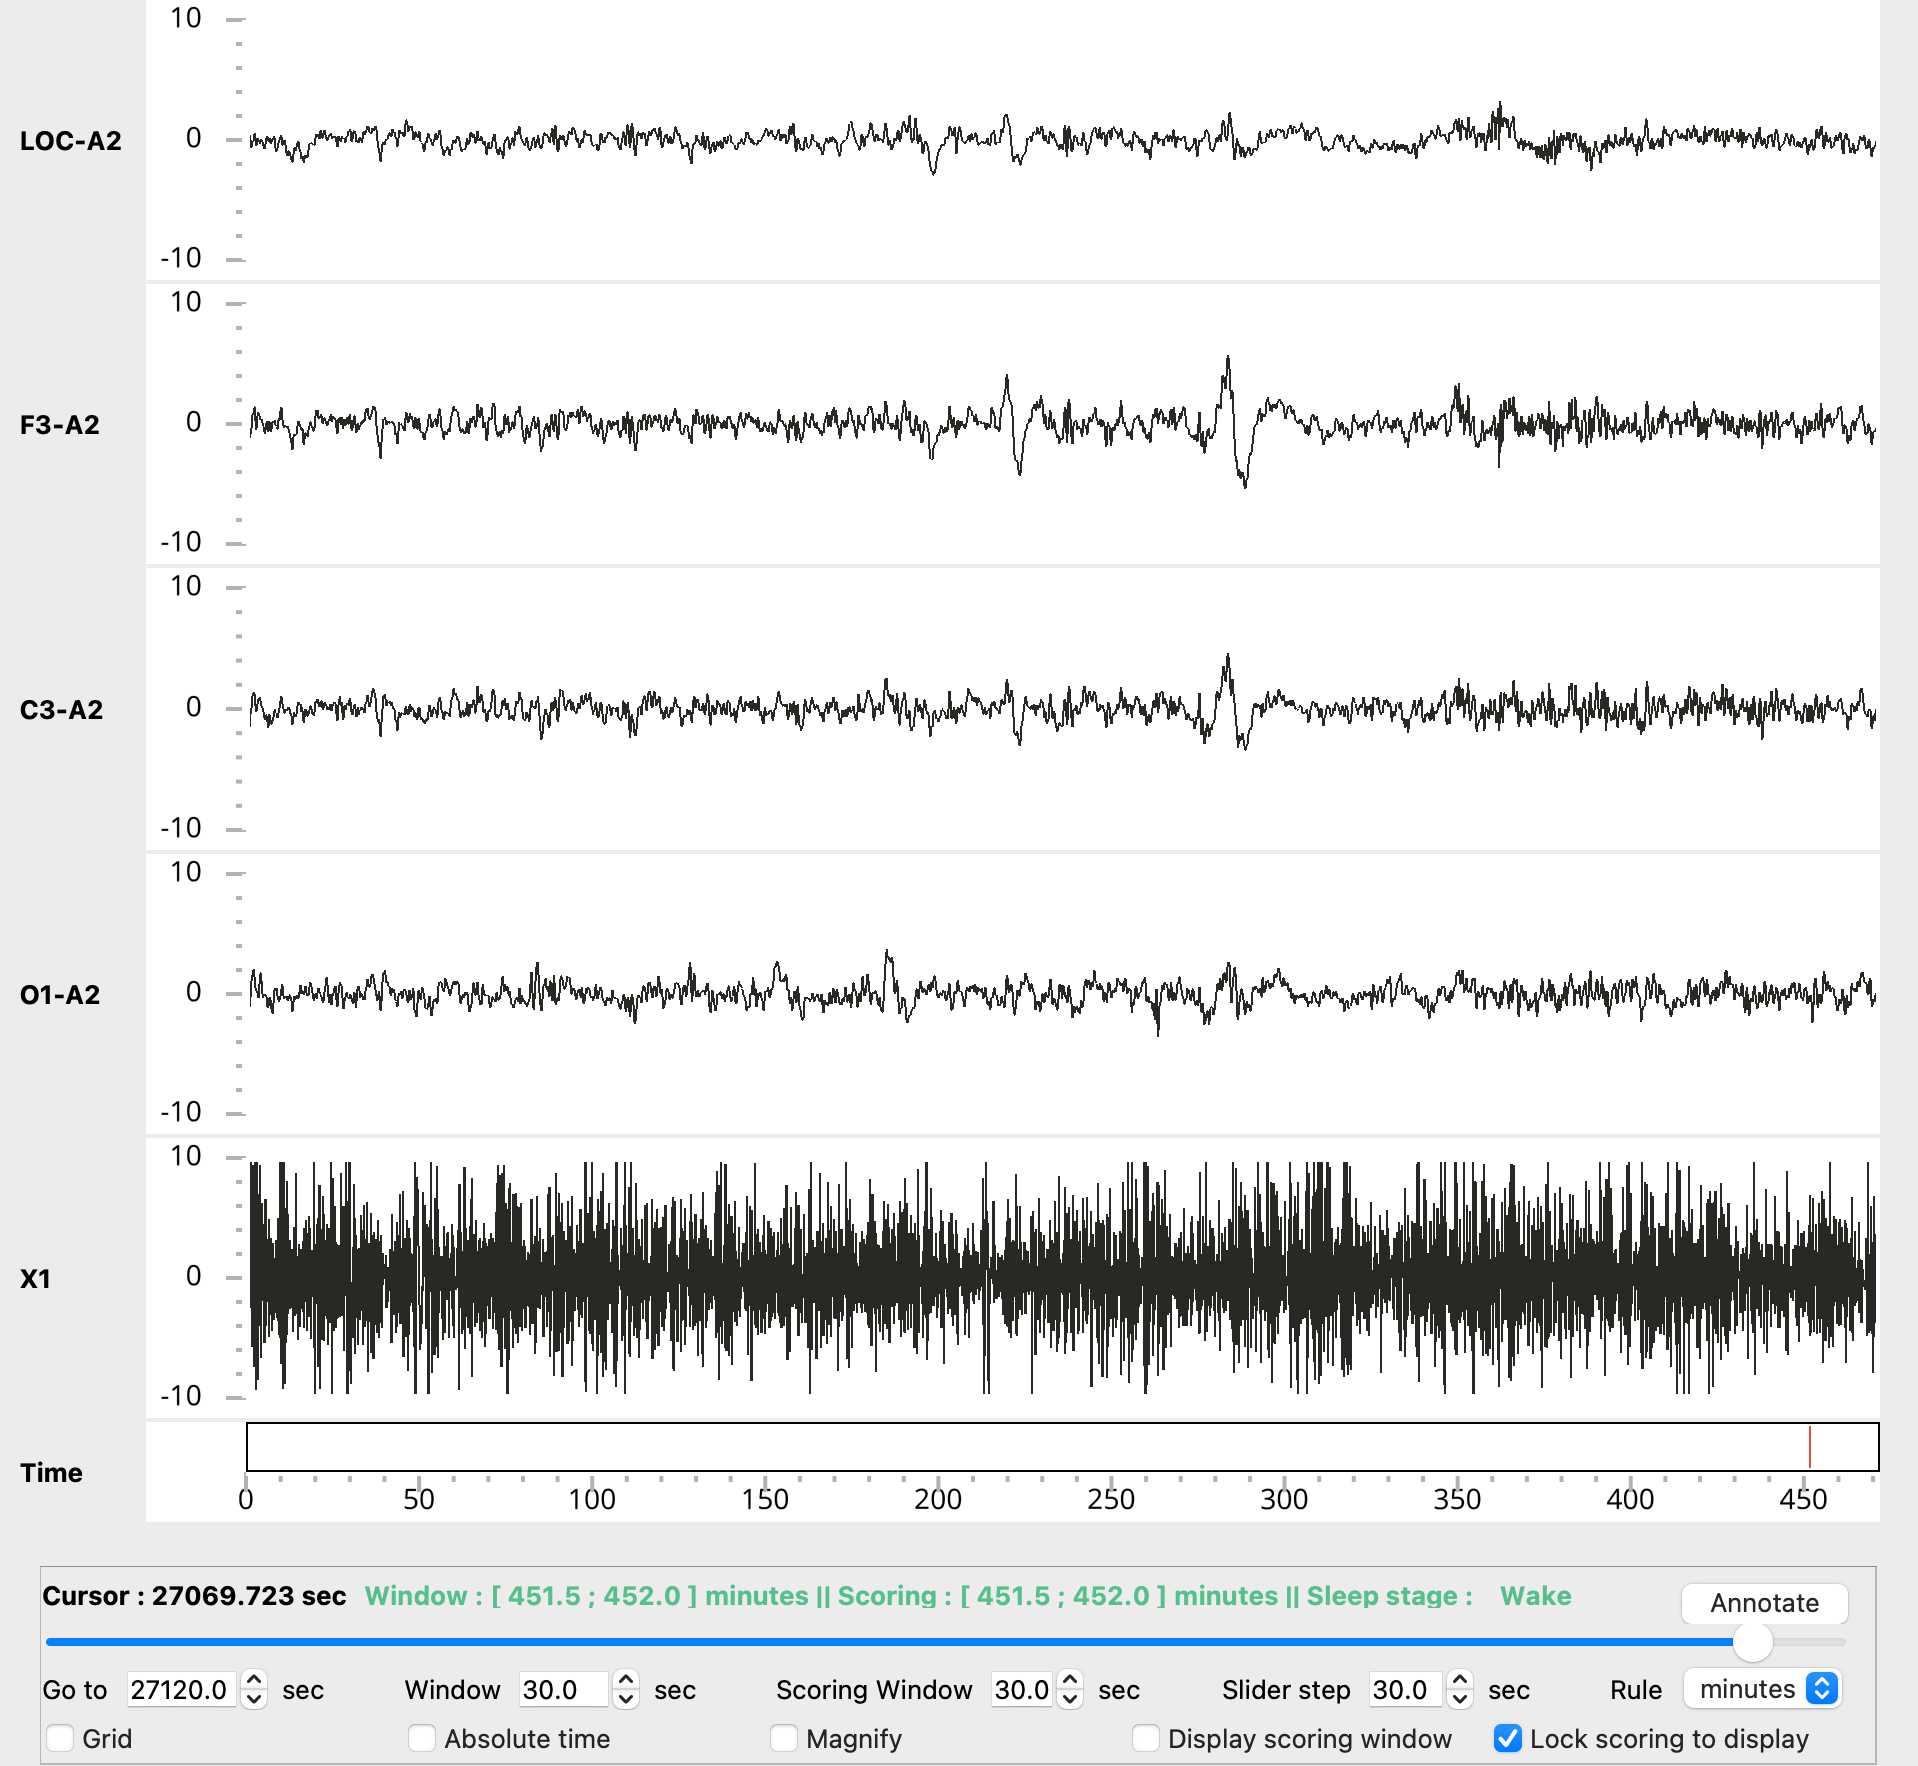 10
LOC-A2 0
-10
10
F3-A2 0
-10
10
C3-A2 0
-10
10
O1-A2 0
-10
10
X1 0
-10
Time
0 50 100 150 200 250 300 350 400 450
Cursor : 27069.723 sec Window : [ 451.5 ; 452.0 ] minutes || Scoring : [ 451.5 ; 452.0 ] minutes || Sleep stage : Wake Annotate
Go to 27120.0 sec Window 30.0 sec Scoring Window 30.0 sec Slider step 30.0 sec Rule minutes
Grid Absolute time Magnify Display scoring window Lock scoring to display